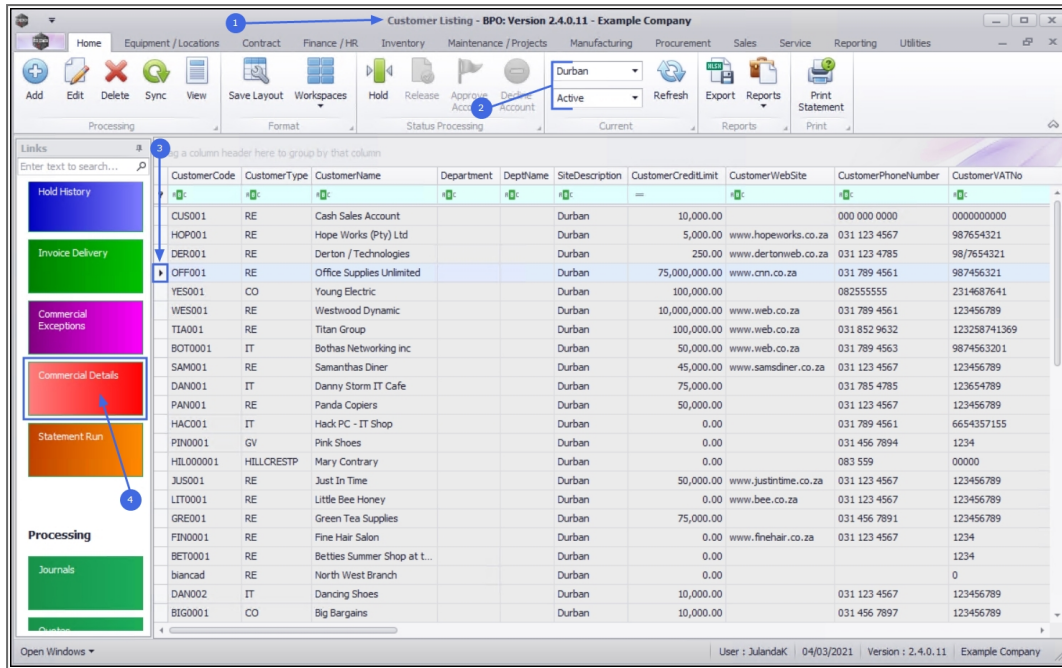 1
Customer Listing - BPO: Version 2.4.0.11 - Example Company
Home Equipment / Locations Contract Finance / HR Inventory Maintenance / Projects Manufacturing Procurement Sales Service Reporting Utilities
Add Edit Delete Sync View Save Layout Workspaces Hold Release Approve Account Decline Account Durban Active Refresh Export Reports Print Statement
2
Processing Format Status Processing Current Reports Print
Links
3
a column header here to group by that column
Enter text to search...
CustomerCode CustomerType CustomerName Department DeptName SiteDescription CustomerCreditLimit CustomerWebSite CustomerPhoneNumber CustomerVATNo
=
CUS001 RE Cash Sales Account Durban 10,000.00 000 000 0000 0000000000
HOP001 RE Hope Works (Pty) Ltd Durban 5,000.00 www.hopeworks.co.za 031 123 4567 987654321
DER001 RE Derton / Technologies Durban 250.00 www.dertonweb.co.za 031 123 4785 98/7654321
OFF001 RE Office Supplies Unlimited Durban 75,000,000.00 www.cnn.co.za 031 789 4561 987456321
YES001 CO Young Electric Durban 100,000.00 082555555 2314687641
WES001 RE Westwood Dynamic Durban 10,000,000.00 www.web.co.za 031 789 4561 123456789
TIA001 RE Titan Group Durban 100,000.00 www.web.co.za 031 852 9632 123258741369
BOT0001 IT Bothas Networking inc Durban 50,000.00 www.web.co.za 031 789 4563 9874563201
SAM001 RE Samanthas Diner Durban 45,000.00 www.samsdiner.co.za 031 123 4567 123456789
DAN001 IT Danny Storm IT Cafe Durban 75,000.00 031 785 4785 123654789
PAN001 RE Panda Copiers Durban 50,000.00 031 123 4567 123456789
HAC001 IT Hack PC - IT Shop Durban 0.00 031 789 4561 6654357155
PIN0001 GV Pink Shoes Durban 0.00 031 456 7894 1234
HIL000001 HILLCRESTP Mary Contrary Durban 0.00 083 559 00000
JUS001 RE Just In Time Durban 50,000.00 www.justintime.co.za 031 123 4567 123456789
LIT0001 RE Little Bee Honey Durban 0.00 www.bee.co.za 031 123 4567 123456789
GRE001 RE Green Tea Supplies Durban 75,000.00 031 456 7891 123456789
FIN0001 RE Fine Hair Salon Durban 0.00 www.finehair.co.za 031 123 4567 1234
BET0001 RE Betties Summer Shop at t... Durban 0.00 1234
biancad RE North West Branch Durban 0.00 0
DAN002 IT Dancing Shoes Durban 10,000.00 031 123 4567 123456789
BIG0001 CO Big Bargains Durban 10,000.00 031 456 7897 123456789
Hold History
Invoice Delivery
Commercial
Exceptions
Commercial Details
Statement Run
4
Processing
Journals
Quotes
Open Windows User : JulandaK 04/03/2021 Version : 2.4.0.11 Example Company